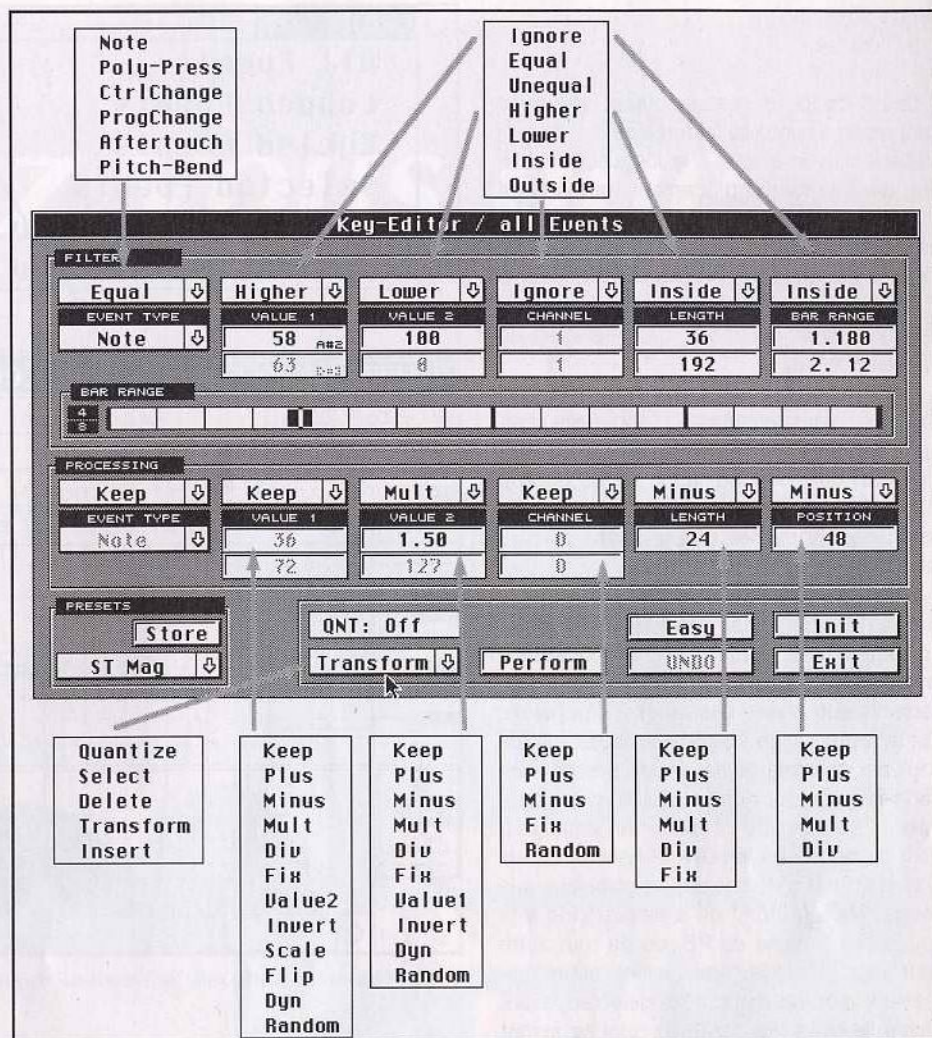 Note
Poly-Press
CtrlChange
ProgChange
Aftertouch
Pitch-Bend
Ignore
Equal
Unequal
Higher
Lower
Inside
Outside
Key-Editor / all Events
FILTER
Equal Higher Lower Ignore Inside Inside
EVENT TYPE VALUE 1 VALUE 2 CHANNEL LENGTH BAR RANGE
Note 58 A#2 100 1 36 1.180
63 D#3 0 1 192 2. 12
BAR RANGE
4
8
PROCESSING
Keep Keep Mult Keep Minus Minus
EVENT TYPE VALUE 1 VALUE 2 CHANNEL LENGTH POSITION
Note 36 1.50 0 24 48
72 127 0
PRESETS
Store QNT: Off Easy Init
ST Mag Transform Perform UNDO Exit
Quantize
Select
Delete
Transform
Insert
Keep
Plus
Minus
Mult
Div
Fix
Value2
Invert
Scale
Flip
Dyn
Random
Keep
Plus
Minus
Mult
Div
Fix
Value1
Invert
Dyn
Random
Keep
Plus
Minus
Fix
Random
Keep
Plus
Minus
Mult
Div
Fix
Keep
Plus
Minus
Mult
Div